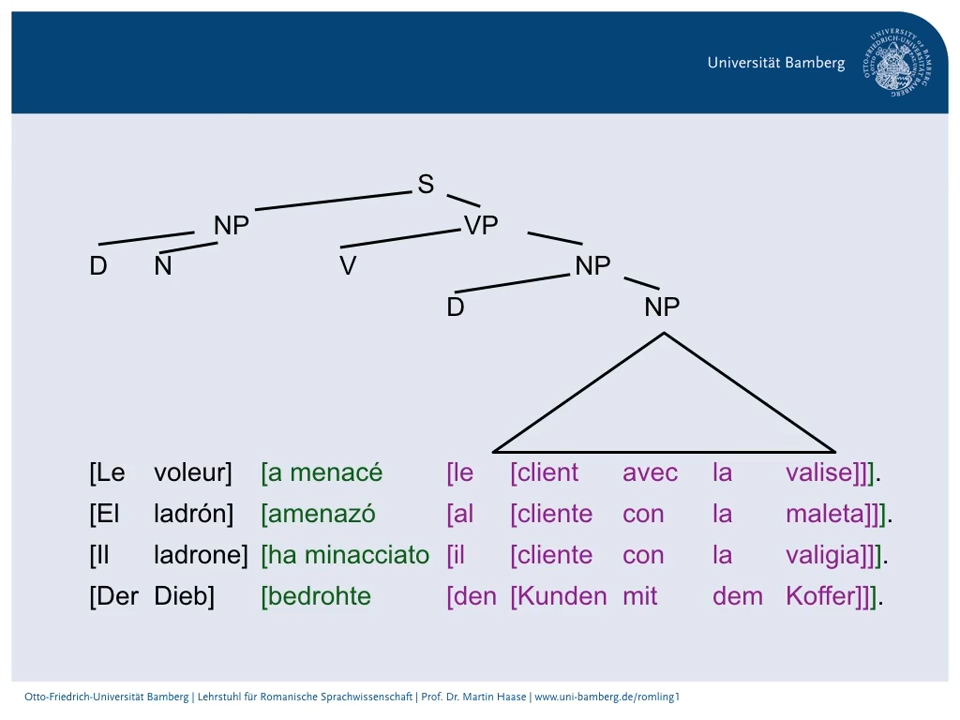 Universität Bamberg
S
NP VP
D N V NP
D NP
[Le voleur] [a menacé [le [client avec la valise]]].
[El ladrón] [amenazó [al [cliente con la maleta]]].
[Il ladrone] [ha minacciato [il [cliente con la valigia]]].
[Der Dieb] [bedrohte [den [Kunden mit dem Koffer]]].
Otto-Friedrich-Universität Bamberg | Lehrstuhl für Romanische Sprachwissenschaft | Prof. Dr. Martin Haase | www.uni-bamberg.de/romling1